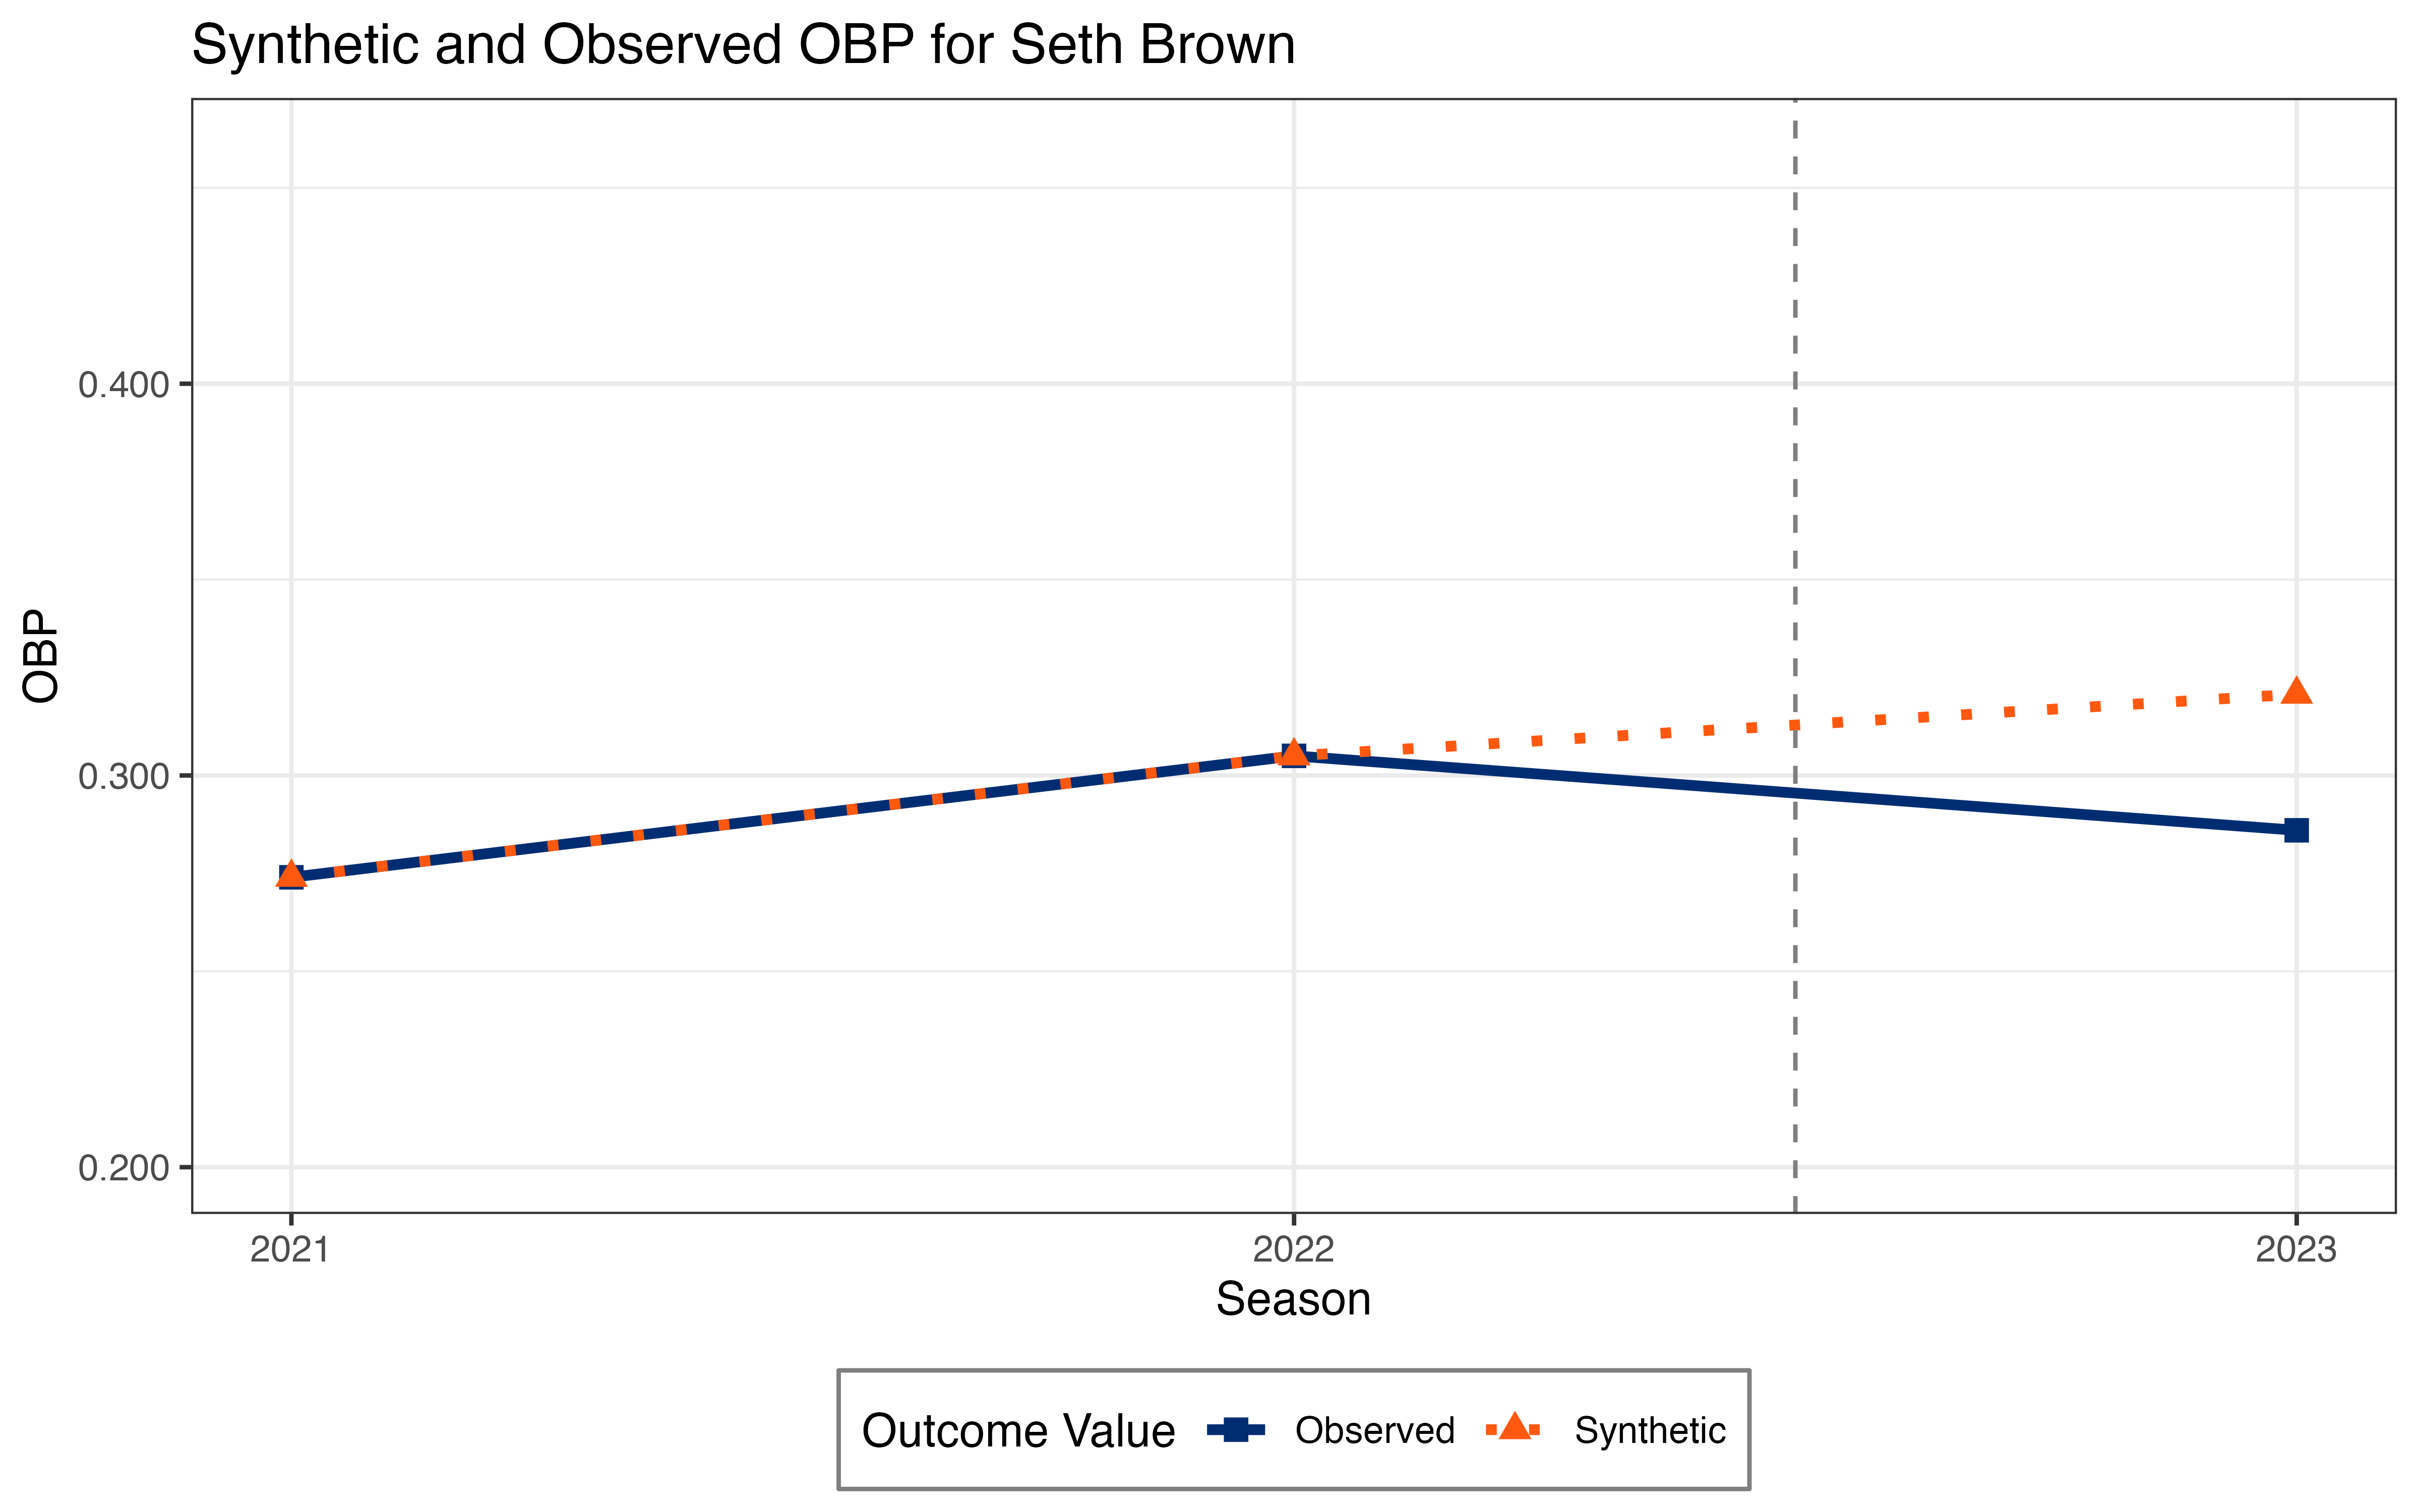 Synthetic and Observed OBP for Seth Brown
OBP
0.400
0.300
0.200
2021 2022 2023
Season
Outcome Value Observed Synthetic